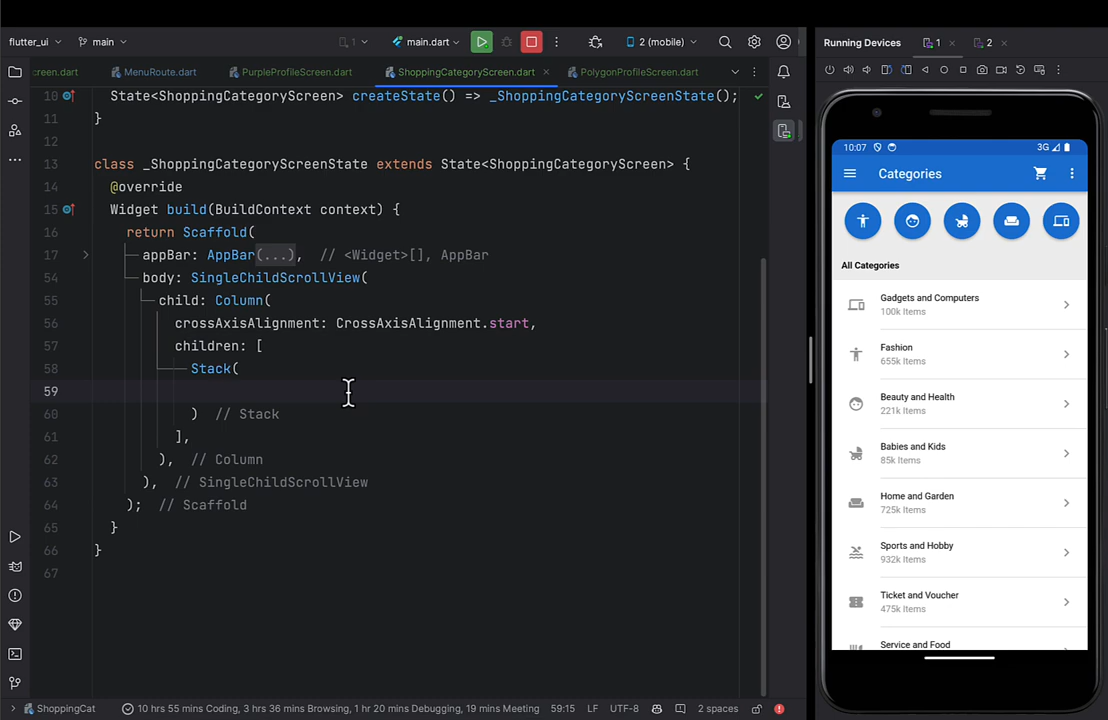 flutter_ui
main
1
main.dart
2 (mobile)
Running Devices
1
2
creen.dart
MenuRoute.dart
PurpleProfileScreen.dart
ShoppingCategoryScreen.dart
PolygonProfileScreen.dart
10 State<ShoppingCategoryScreen> createState() => _ShoppingCategoryScreenState();
11 }
12
13 class _ShoppingCategoryScreenState extends State<ShoppingCategoryScreen> {
14 @override
15 Widget build(BuildContext context) {
16 return Scaffold(
17 appBar: AppBar(...), // <Widget>[], AppBar
54 body: SingleChildScrollView(
55 child: Column(
56 crossAxisAlignment: CrossAxisAlignment.start,
57 children: [
58 Stack(
59
60 ) // Stack
61 ],
62 ), // Column
63 ), // SingleChildScrollView
64 ); // Scaffold
65 }
66 }
67
10:07
3G
Categories
All Categories
Gadgets and Computers
100k Items
Fashion
655k Items
Beauty and Health
221k Items
Babies and Kids
85k Items
Home and Garden
725k Items
Sports and Hobby
932k Items
Ticket and Voucher
475k Items
Service and Food
ShoppingCat
10 hrs 55 mins Coding, 3 hrs 36 mins Browsing, 1 hr 20 mins Debugging, 19 mins Meeting
59:15
LF
UTF-8
2 spaces